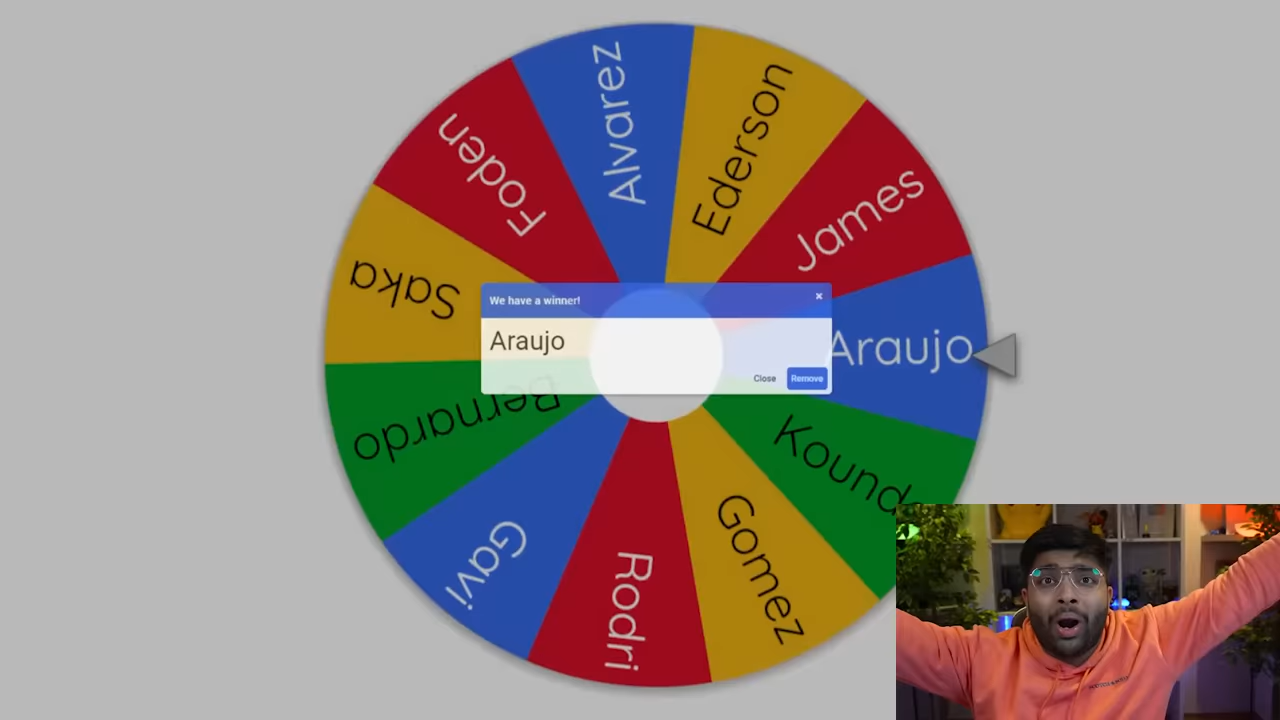 Alvarez
Ederson
Foden
James
Saka
We have a winner!
×
Araujo
Araujo
Close
Remove
Bernardo
Gavi
Rodri
Gomez